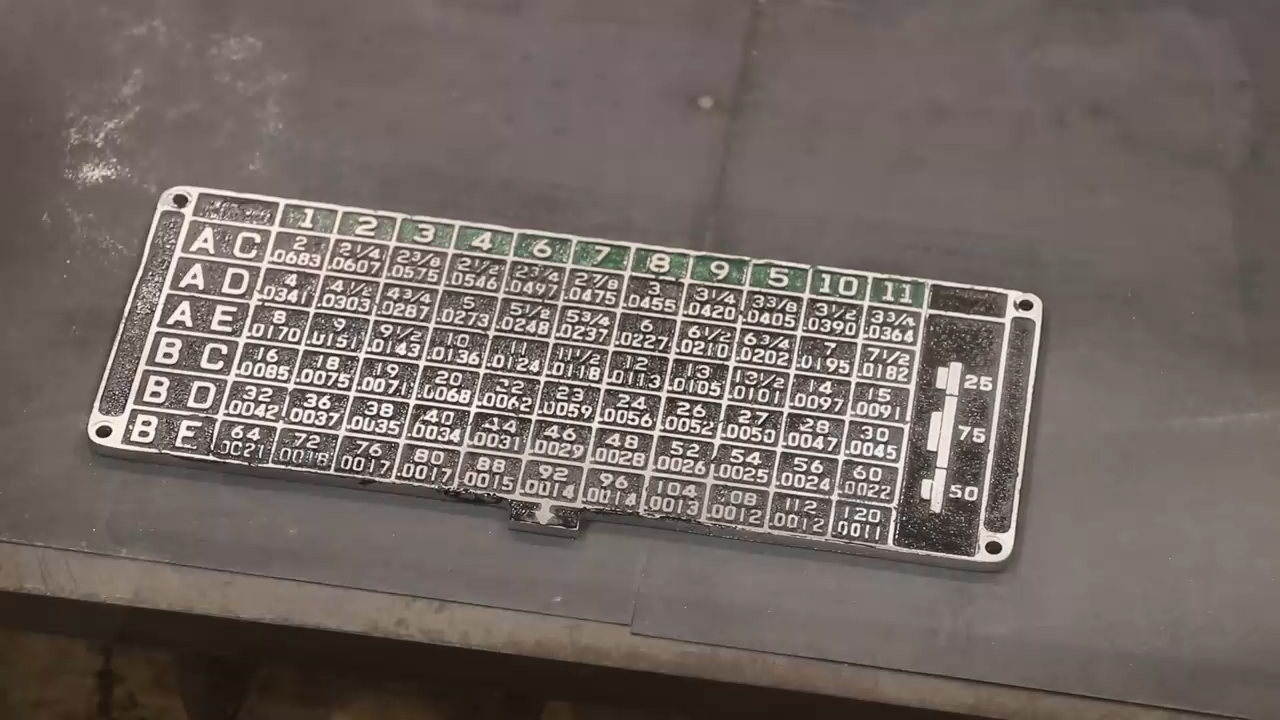 1 2 3 4 6 7 8 9 5 10 11
A C 2 2 1/4 2 3/8 2 1/2 2 3/4 2 7/8 3 3 1/4 3 3/8 3 1/2 3 3/4
.0683 .0607 .0575 .0546 .0497 .0475 .0455 .0420 .0405 .0390 .0364
A D 4 4 1/2 4 3/4 5 5 1/2 5 3/4 6 6 1/2 6 3/4 7 7 1/2
.0341 .0303 .0287 .0273 .0248 .0237 .0227 .0210 .0202 .0195 .0182
A E 8 9 9 1/2 10 11 11 1/2 12 13 13 1/2 14 15
.0170 .0151 .0143 .0136 .0124 .0118 .0113 .0105 .0101 .0097 .0091
B C 16 18 19 20 22 23 24 26 27 28 30
.0085 .0075 .0071 .0068 .0062 .0059 .0056 .0052 .0050 .0047 .0045
B D 32 36 38 40 44 46 48 52 54 56 60
.0042 .0037 .0035 .0034 .0031 .0029 .0028 .0026 .0025 .0024 .0022
B E 64 72 76 80 88 92 96 104 108 112 120
.0021 .0018 .0017 .0017 .0015 .0014 .0014 .0013 .0012 .0012 .0011
25
75
50